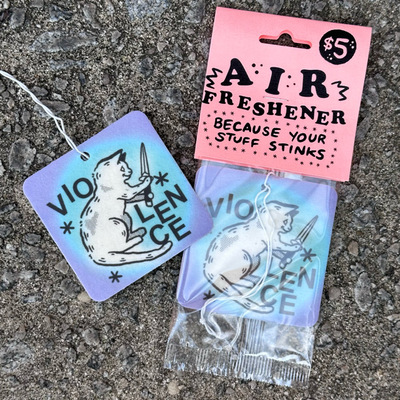 $5
AIR
FRESHENER
BECAUSE YOUR
STUFF STINKS
VIO
LEN
CE
VIO
LEN
CE